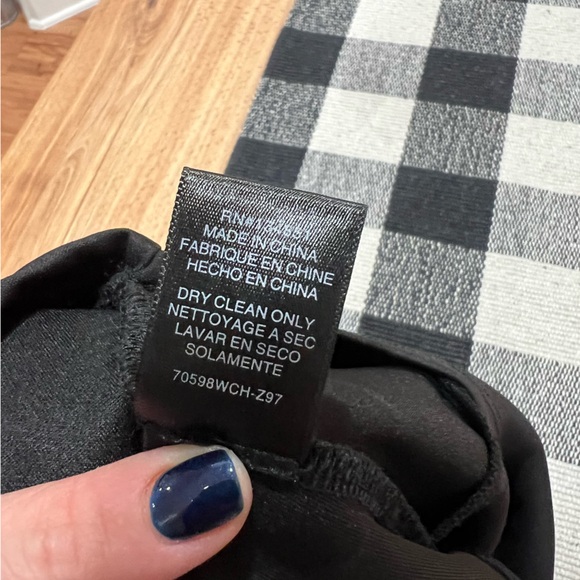 MADE IN CHINA
FABRIQUE EN CHINE
HECHO EN CHINA
DRY CLEAN ONLY
NETTOYAGE A SEC
LAVAR EN SECO
SOLAMENTE
70598WCH-Z97